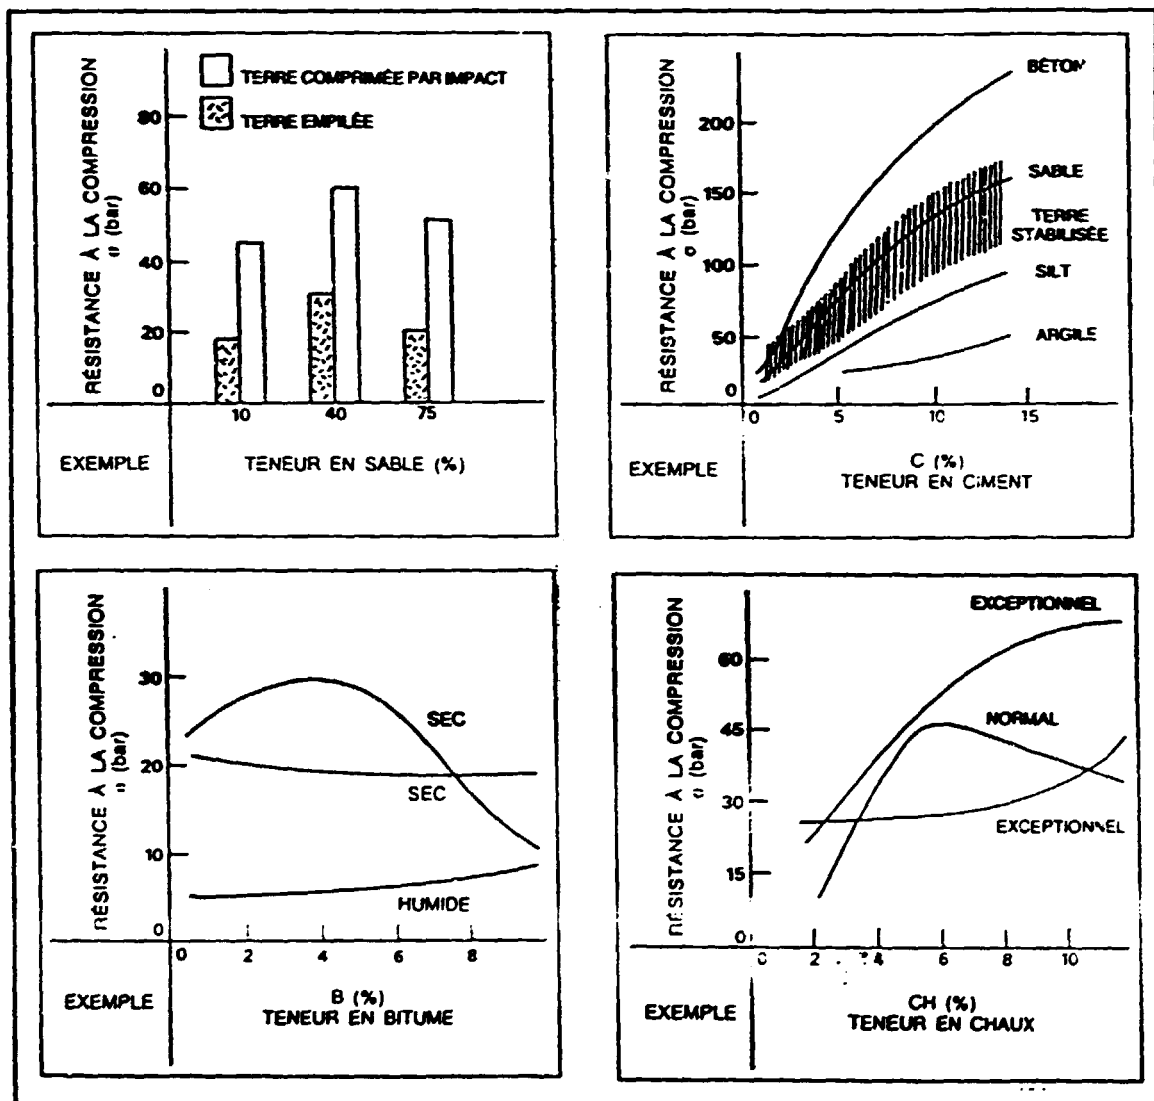 RÉSISTANCE À LA COMPRESSION
σ (bar)
80
60
40
20
0
TERRE COMPRIMÉE PAR IMPACT
TERRE EMPILÉE
10 40 75
EXEMPLE
TENEUR EN SABLE (%)
RÉSISTANCE À LA COMPRESSION
σ (bar)
200
150
100
50
0
BÉTON
SABLE
TERRE
STABILISÉE
SILT
ARGILE
0 5 10 15
EXEMPLE
C (%)
TENEUR EN CIMENT
RÉSISTANCE À LA COMPRESSION
σ (bar)
30
20
10
0
SEC
SEC
HUMIDE
0 2 4 6 8
EXEMPLE
B (%)
TENEUR EN BITUME
RÉSISTANCE À LA COMPRESSION
σ (bar)
60
45
30
15
0
EXCEPTIONNEL
NORMAL
EXCEPTIONNEL
0 2 4 6 8 10
EXEMPLE
CH (%)
TENEUR EN CHAUX